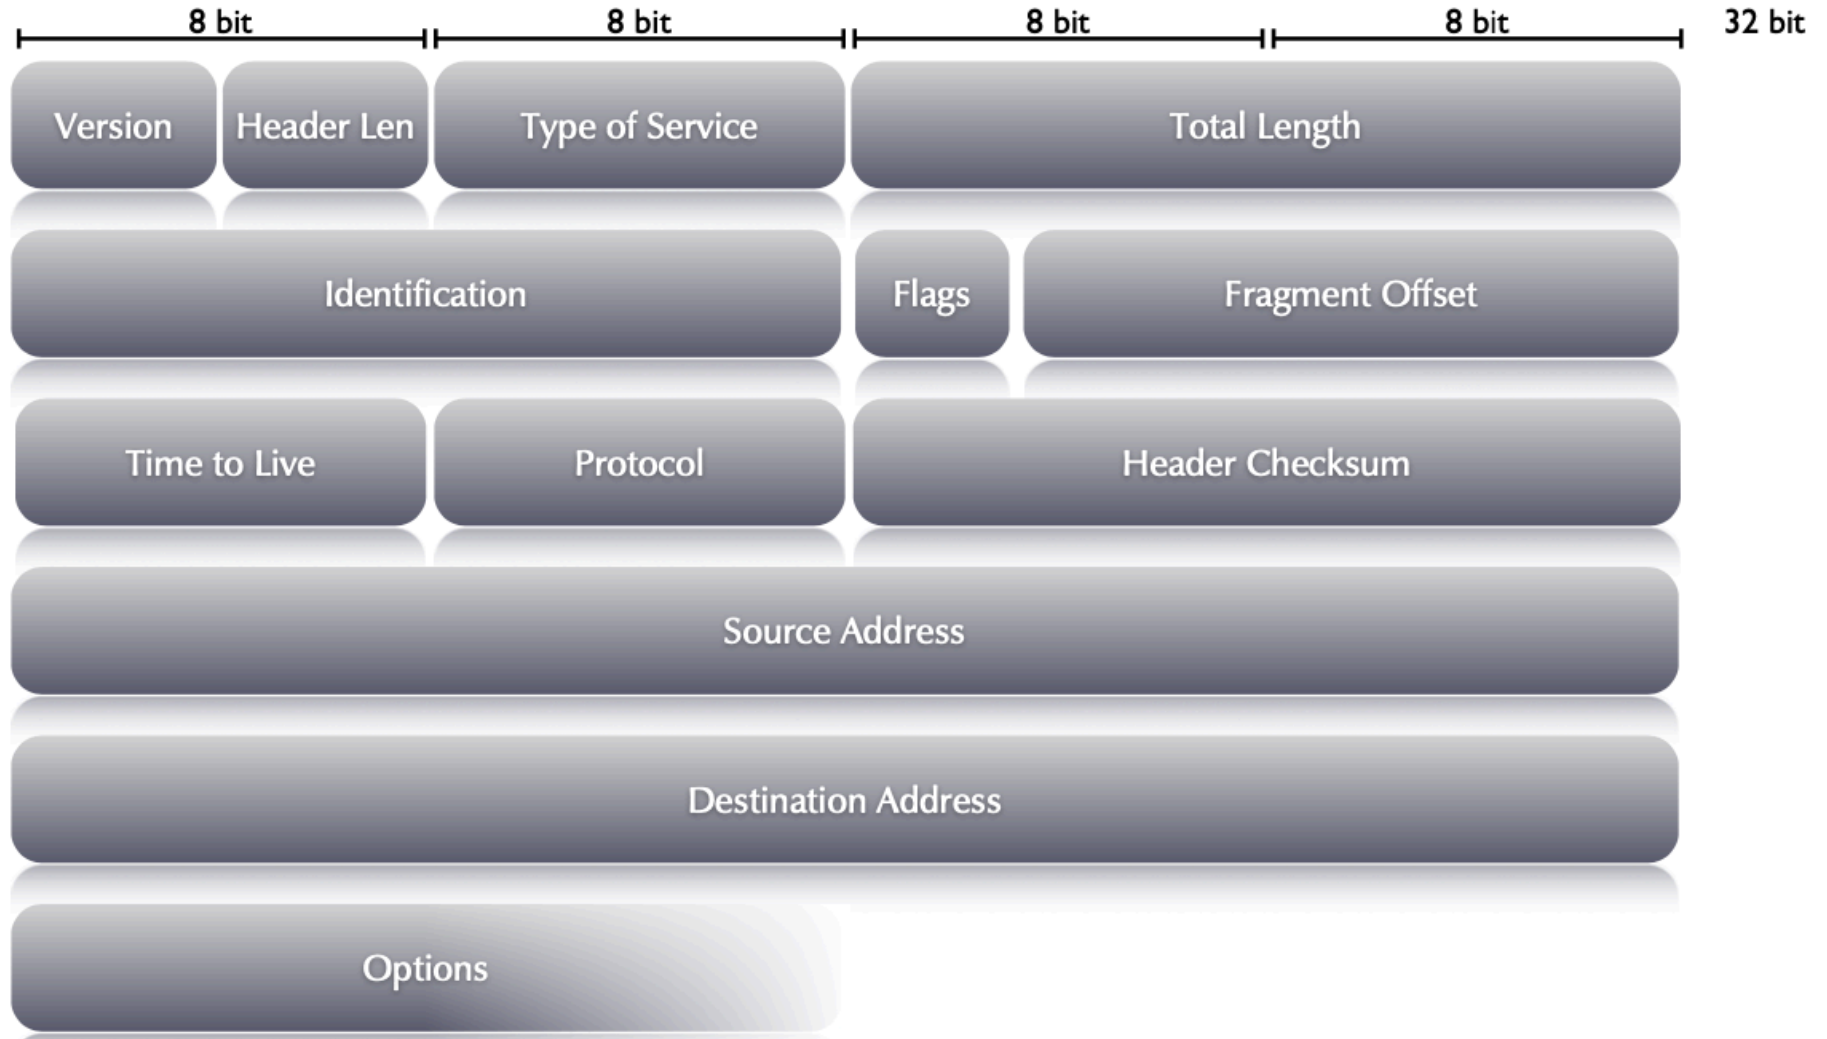 8 bit 8 bit 8 bit 8 bit 32 bit
Version Header Len Type of Service Total Length
Identification Flags Fragment Offset
Time to Live Protocol Header Checksum
Source Address
Destination Address
Options